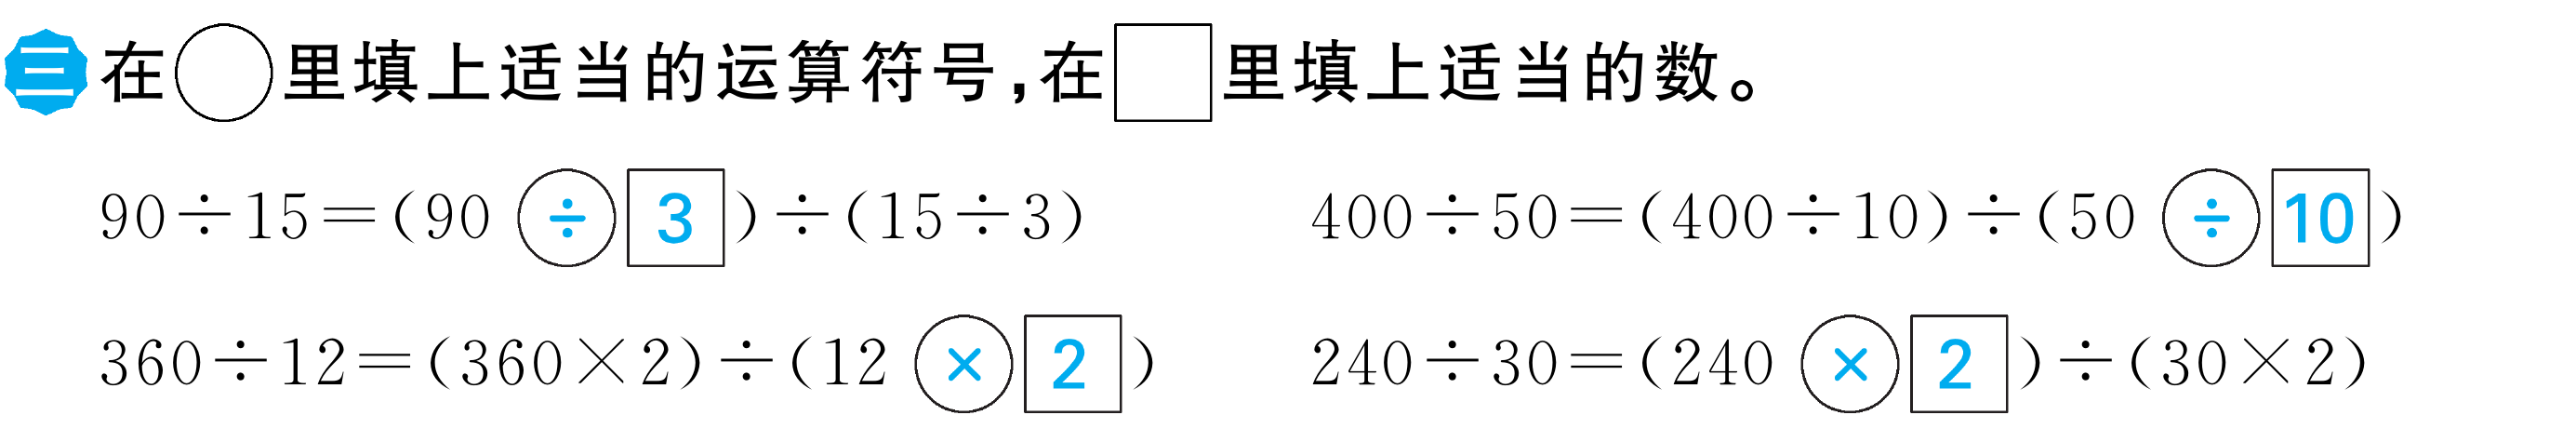 三 在○里填上适当的运算符号,在□里填上适当的数。
90÷15=(90 ÷ 3)÷(15÷3) 400÷50=(400÷10)÷(50 ÷ 10)
360÷12=(360×2)÷(12 × 2) 240÷30=(240 × 2)÷(30×2)